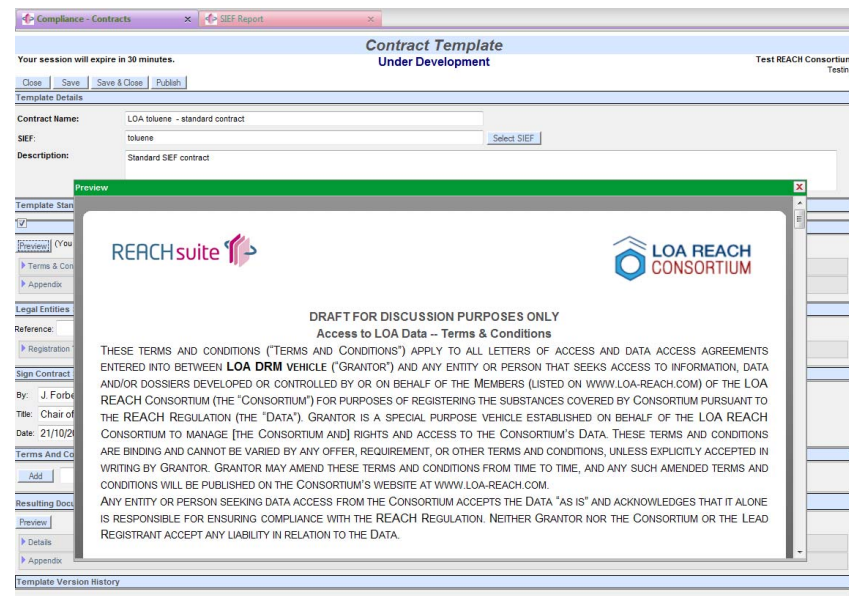 Compliance - Contracts x SIEF Report x
Contract Template
Your session will expire in 30 minutes. Under Development Test REACH Consortium
Testin
Close Save Save & Close Publish
Template Details
Contract Name: LOA toluene - standard contract
SIEF: toluene Select SIEF
Descrtiption: Standard SIEF contract
Preview X
Template Stan
Preview (You
Terms & Con
Appendix
Legal Entities
Reference:
Registration
Sign Contract
By: J. Forbe
Title: Chair of
Date: 21/10/20
Terms And Co
Add
Resulting Docu
Preview
Details
Appendix
REACHsuite
LOA REACH
CONSORTIUM
DRAFT FOR DISCUSSION PURPOSES ONLY
Access to LOA Data -- Terms & Conditions
THESE TERMS AND CONDITIONS ("TERMS AND CONDITIONS") APPLY TO ALL LETTERS OF ACCESS AND DATA ACCESS AGREEMENTS
ENTERED INTO BETWEEN LOA DRM VEHICLE ("GRANTOR") AND ANY ENTITY OR PERSON THAT SEEKS ACCESS TO INFORMATION, DATA
AND/OR DOSSIERS DEVELOPED OR CONTROLLED BY OR ON BEHALF OF THE MEMBERS (LISTED ON WWW.LOA-REACH.COM) OF THE LOA
REACH CONSORTIUM (THE "CONSORTIUM") FOR PURPOSES OF REGISTERING THE SUBSTANCES COVERED BY CONSORTIUM PURSUANT TO
THE REACH REGULATION (THE "DATA"). GRANTOR IS A SPECIAL PURPOSE VEHICLE ESTABLISHED ON BEHALF OF THE LOA REACH
CONSORTIUM TO MANAGE [THE CONSORTIUM AND] RIGHTS AND ACCESS TO THE CONSORTIUM'S DATA. THESE TERMS AND CONDITIONS
ARE BINDING AND CANNOT BE VARIED BY ANY OFFER, REQUIREMENT, OR OTHER TERMS AND CONDITIONS, UNLESS EXPLICITLY ACCEPTED IN
WRITING BY GRANTOR. GRANTOR MAY AMEND THESE TERMS AND CONDITIONS FROM TIME TO TIME, AND ANY SUCH AMENDED TERMS AND
CONDITIONS WILL BE PUBLISHED ON THE CONSORTIUM'S WEBSITE AT WWW.LOA-REACH.COM.
ANY ENTITY OR PERSON SEEKING DATA ACCESS FROM THE CONSORTIUM ACCEPTS THE DATA "AS IS" AND ACKNOWLEDGES THAT IT ALONE
IS RESPONSIBLE FOR ENSURING COMPLIANCE WITH THE REACH REGULATION. NEITHER GRANTOR NOR THE CONSORTIUM OR THE LEAD
REGISTRANT ACCEPT ANY LIABILITY IN RELATION TO THE DATA.
Template Version History